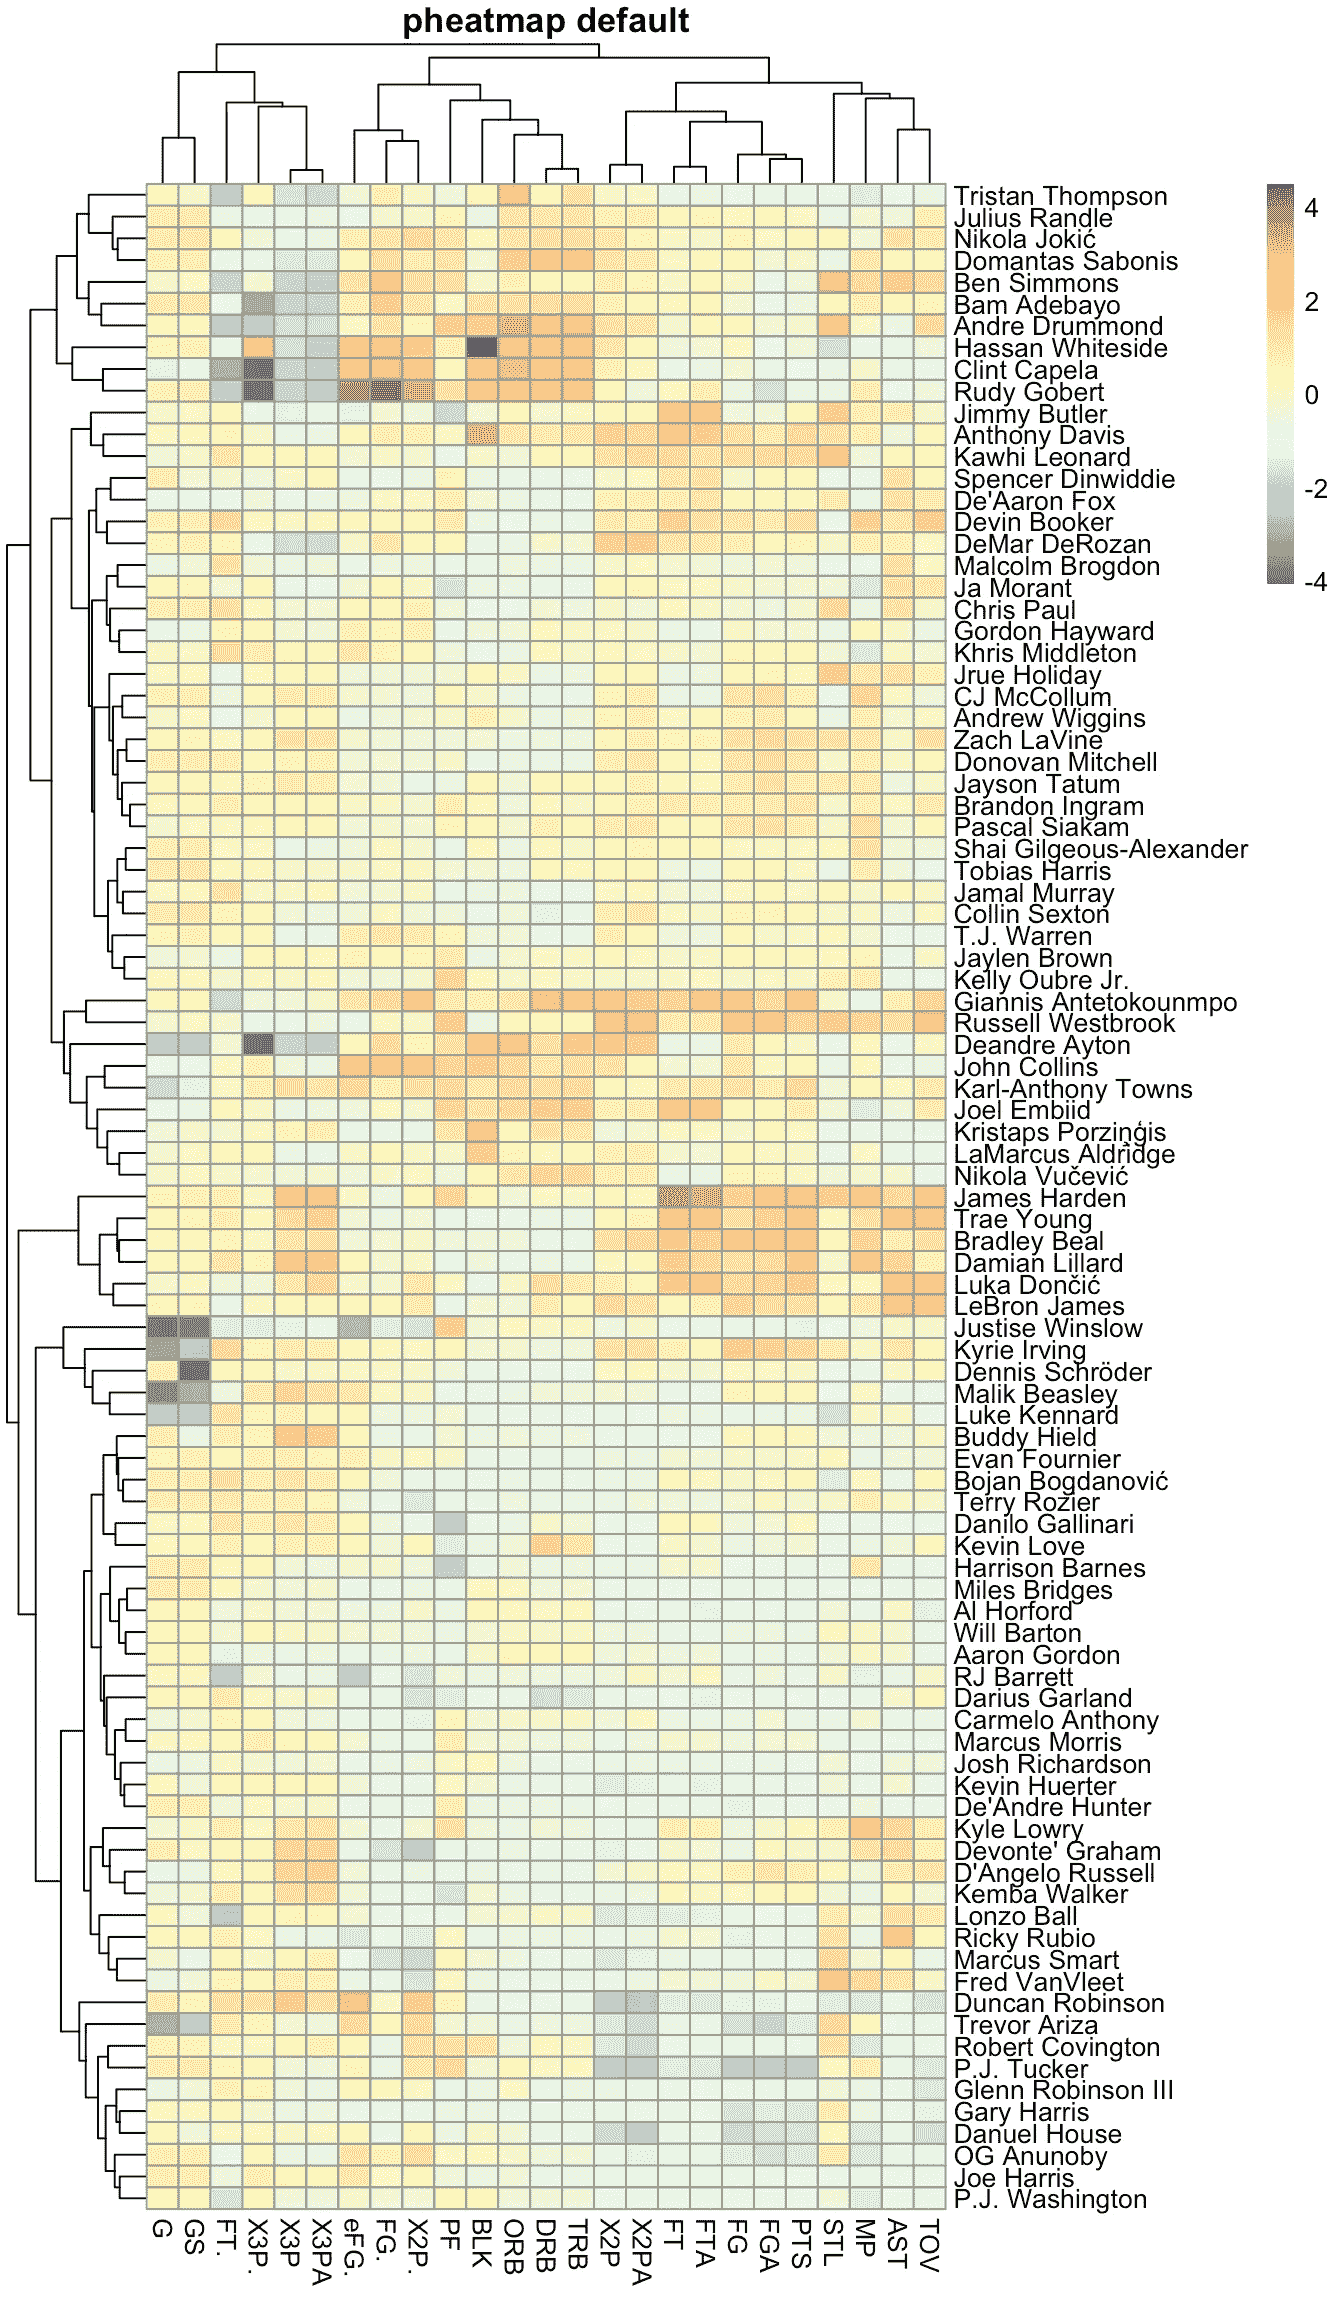 pheatmap default
Tristan Thompson
Julius Randle
Nikola Jokić
Domantas Sabonis
Ben Simmons
Bam Adebayo
Andre Drummond
Hassan Whiteside
Clint Capela
Rudy Gobert
Jimmy Butler
Anthony Davis
Kawhi Leonard
Spencer Dinwiddie
De'Aaron Fox
Devin Booker
DeMar DeRozan
Malcolm Brogdon
Ja Morant
Chris Paul
Gordon Hayward
Khris Middleton
Jrue Holiday
CJ McCollum
Andrew Wiggins
Zach LaVine
Donovan Mitchell
Jayson Tatum
Brandon Ingram
Pascal Siakam
Shai Gilgeous-Alexander
Tobias Harris
Jamal Murray
Collin Sexton
T.J. Warren
Jaylen Brown
Kelly Oubre Jr.
Giannis Antetokounmpo
Russell Westbrook
Deandre Ayton
John Collins
Karl-Anthony Towns
Joel Embiid
Kristaps Porziņģis
LaMarcus Aldridge
Nikola Vučević
James Harden
Trae Young
Bradley Beal
Damian Lillard
Luka Dončić
LeBron James
Justise Winslow
Kyrie Irving
Dennis Schröder
Malik Beasley
Luke Kennard
Buddy Hield
Evan Fournier
Bojan Bogdanović
Terry Rozier
Danilo Gallinari
Kevin Love
Harrison Barnes
Miles Bridges
Al Horford
Will Barton
Aaron Gordon
RJ Barrett
Darius Garland
Carmelo Anthony
Marcus Morris
Josh Richardson
Kevin Huerter
De'Andre Hunter
Kyle Lowry
Devonte' Graham
D'Angelo Russell
Kemba Walker
Lonzo Ball
Ricky Rubio
Marcus Smart
Fred VanVleet
Duncan Robinson
Trevor Ariza
Robert Covington
P.J. Tucker
Glenn Robinson III
Gary Harris
Danuel House
OG Anunoby
Joe Harris
P.J. Washington
4
2
0
-2
-4
G
GS
FT.
X3P.
X3P
X3PA
eFG.
FG.
X2P.
PF
BLK
ORB
DRB
TRB
X2P
X2PA
FT
FTA
FG
FGA
PTS
STL
MP
AST
TOV